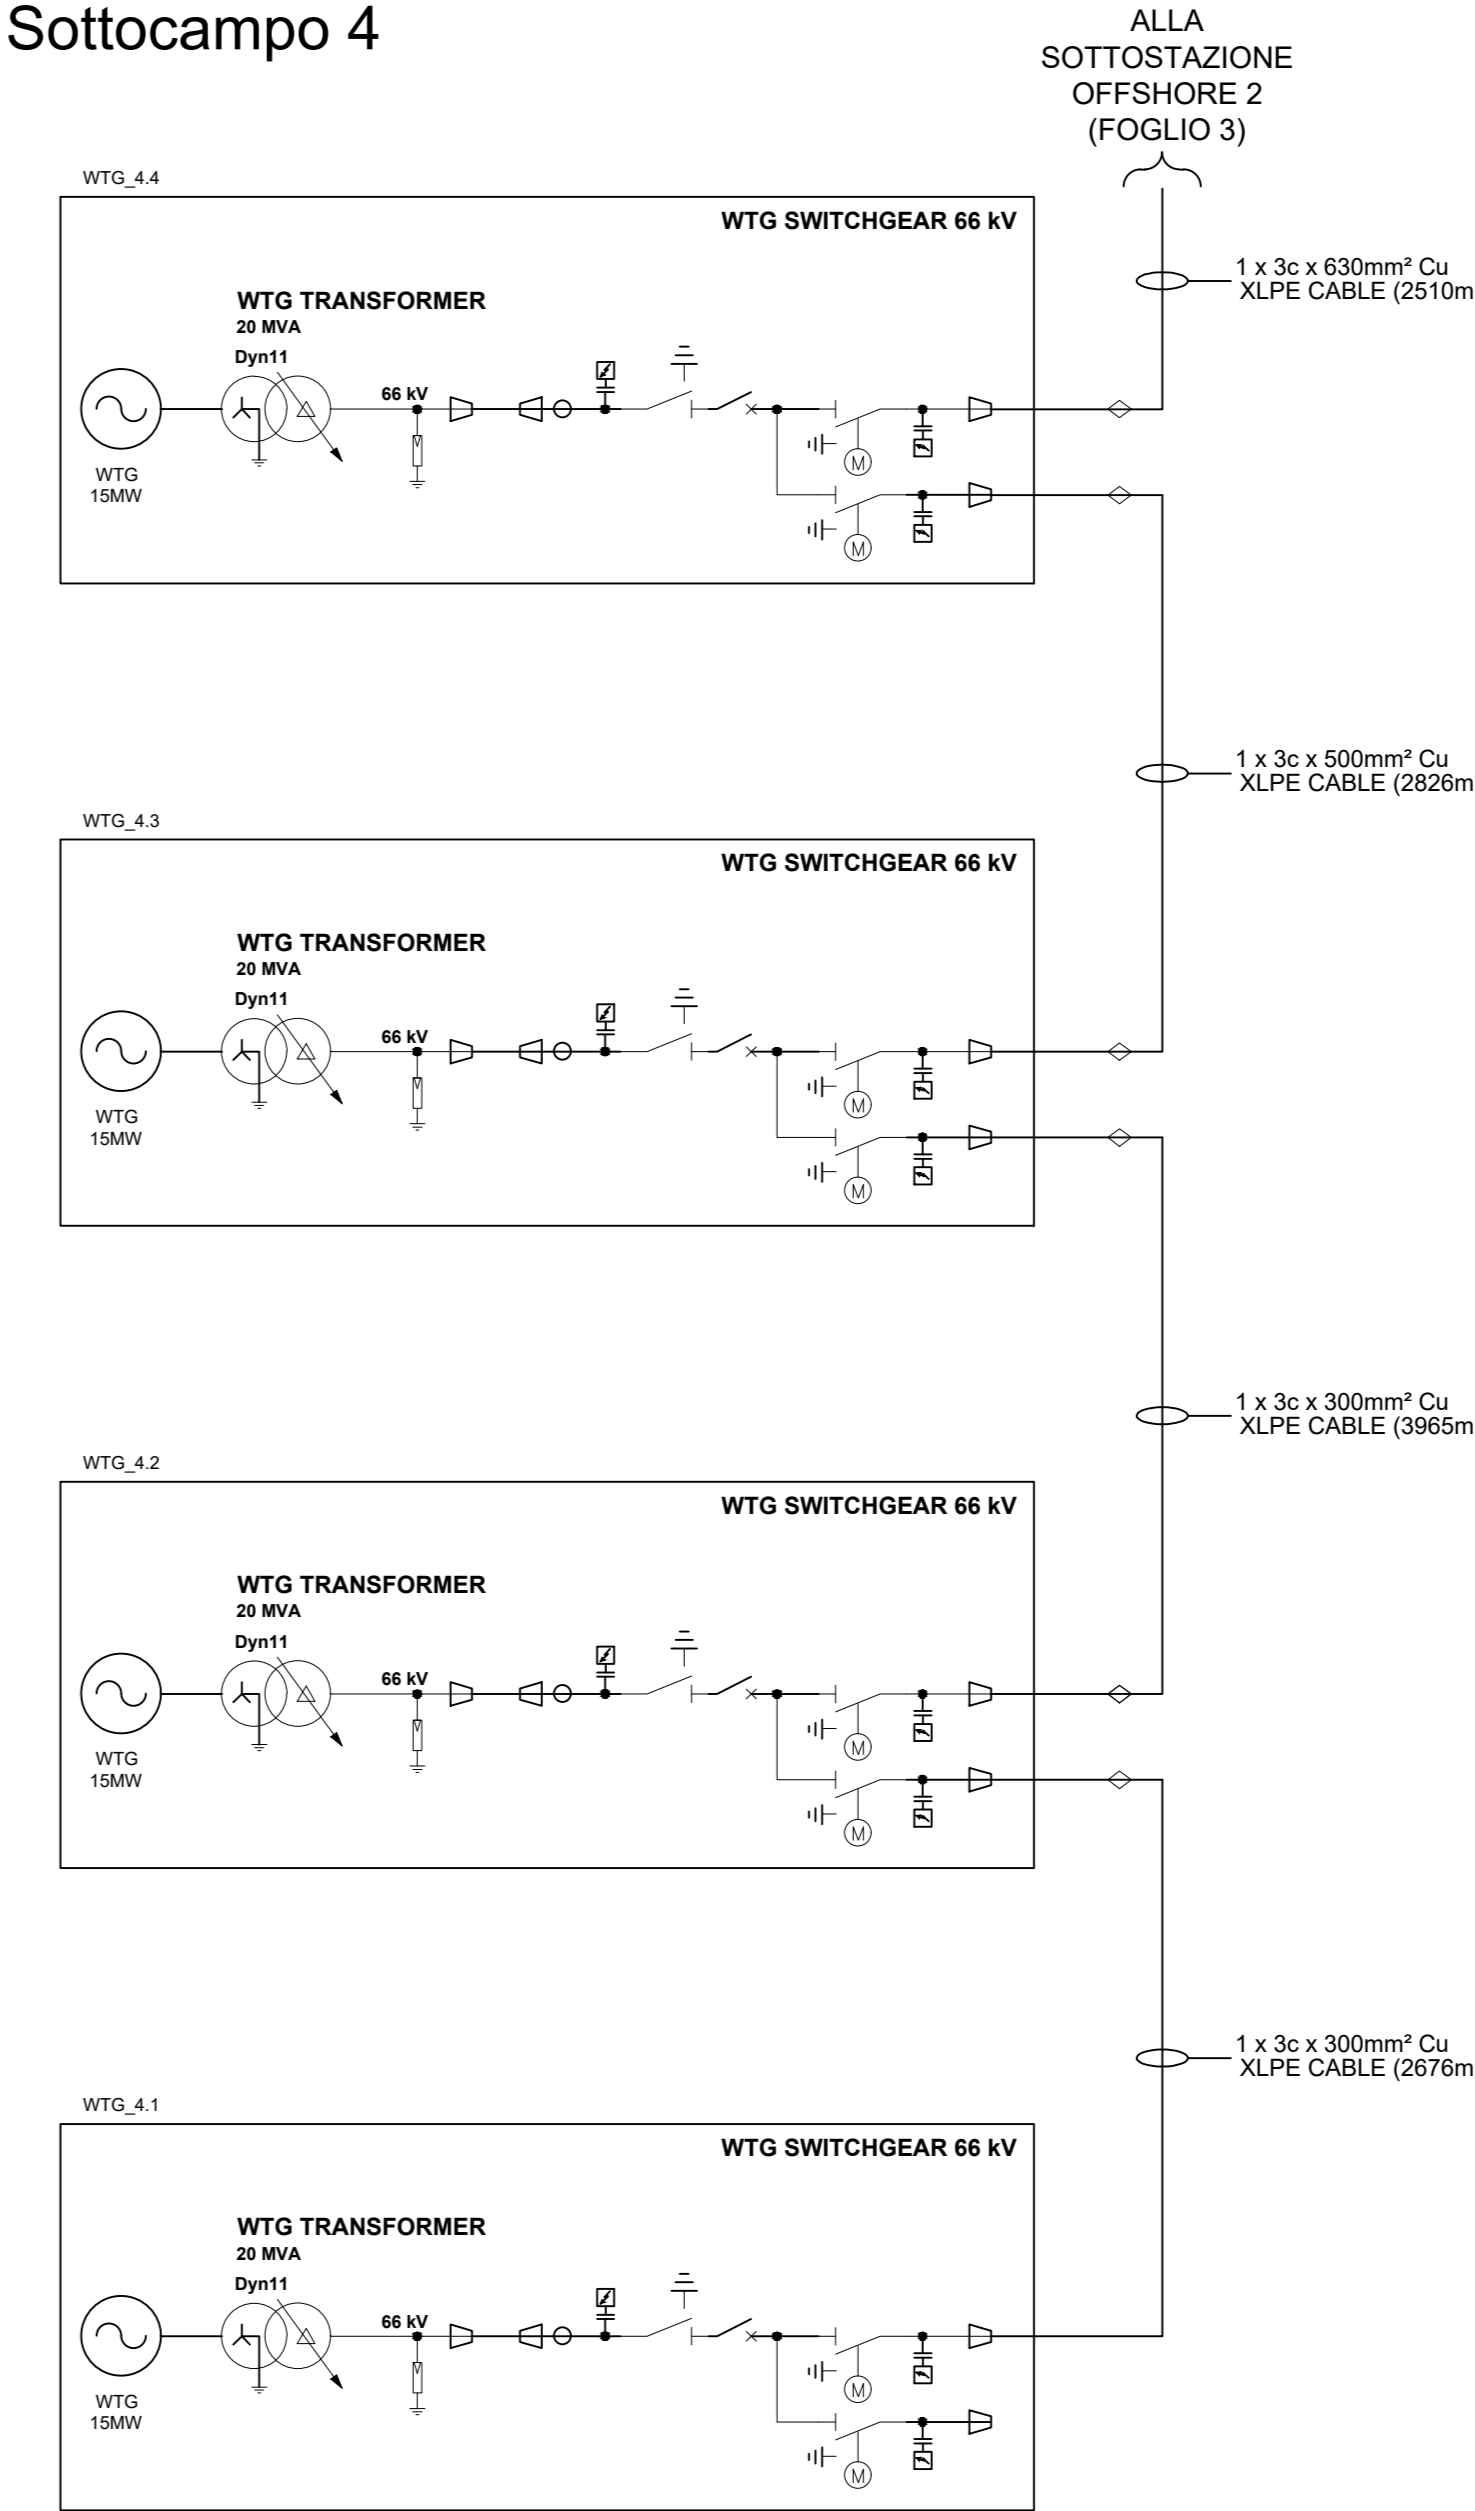 Sottocampo 4
ALLA
SOTTOSTAZIONE
OFFSHORE 2
(FOGLIO 3)
WTG_4.4
WTG SWITCHGEAR 66 kV
1 x 3c x 630mm² Cu
XLPE CABLE (2510m
WTG TRANSFORMER
20 MVA
Dyn11
66 kV
WTG
15MW
M
M
1 x 3c x 500mm² Cu
XLPE CABLE (2826m
WTG_4.3
WTG SWITCHGEAR 66 kV
WTG TRANSFORMER
20 MVA
Dyn11
66 kV
WTG
15MW
M
M
1 x 3c x 300mm² Cu
XLPE CABLE (3965m
WTG_4.2
WTG SWITCHGEAR 66 kV
WTG TRANSFORMER
20 MVA
Dyn11
66 kV
WTG
15MW
M
M
1 x 3c x 300mm² Cu
XLPE CABLE (2676m
WTG_4.1
WTG SWITCHGEAR 66 kV
WTG TRANSFORMER
20 MVA
Dyn11
66 kV
WTG
15MW
M
M